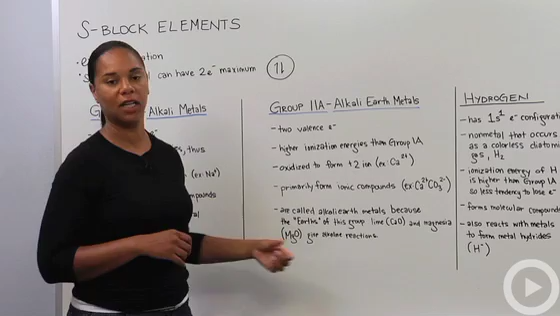 S-BLOCK ELEMENTS
can have 2e⁻ maximum ↑↓
Alkali Metals
thus
(ex: Na⁺)
GROUP IIA - ALKALI EARTH METALS
- two valence e⁻
- higher ionization energies than Group IA
- oxidized to form +2 ion (ex: Ca²⁺)
- primarily form ionic compounds (ex: Ca²⁺CO₃²⁻)
- are called alkali earth metals because
the "Earths" of this group lime (CaO) and magnesia
(MgO) give alkaline reactions
HYDROGEN
- has 1s¹ e⁻ configurat
- nonmetal that occurs
as a colorless diatom
gas, H₂
- ionization energy of H
is higher than Group IA
so less tendency to lose e⁻
- forms molecular compound
- also reacts with metals
to form metal hydrides
(H⁻)